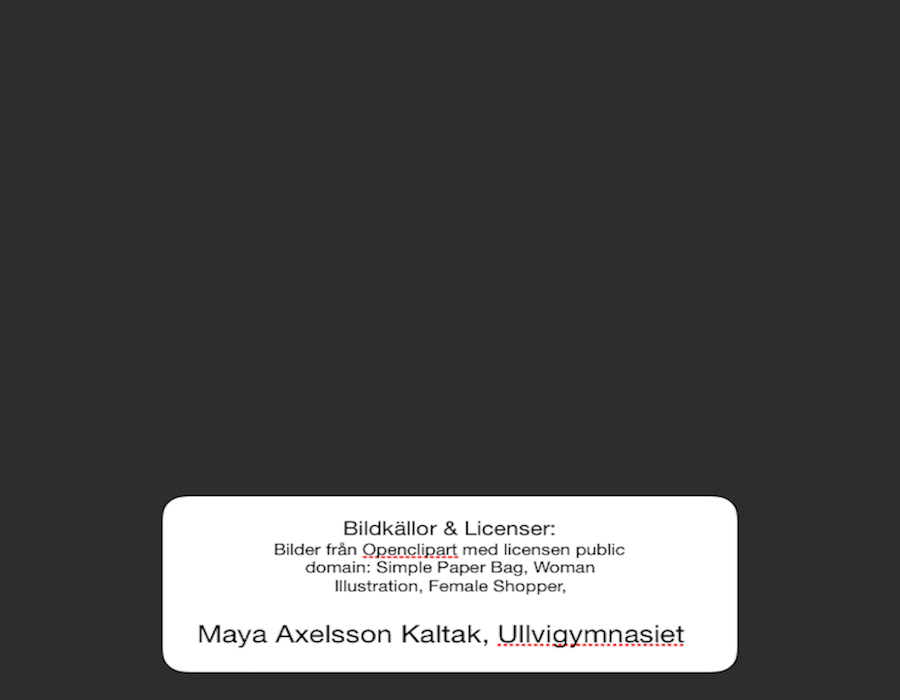 Bildkällor & Licenser:
Bilder från Openclipart med licensen public
domain: Simple Paper Bag, Woman
Illustration, Female Shopper,
Maya Axelsson Kaltak, Ullvigymnasiet